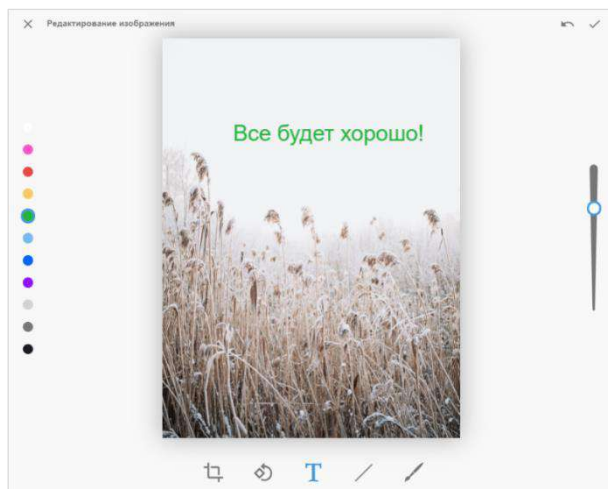 Редактирование изображения
Все будет хорошо!
T